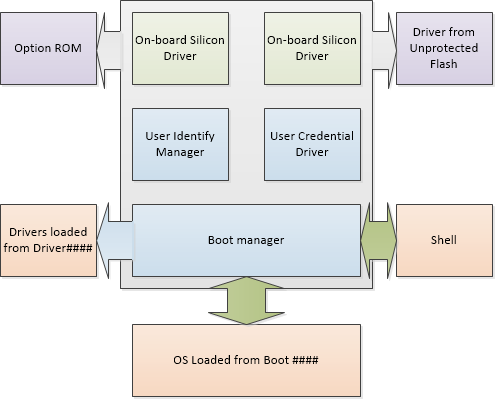 Option ROM
On-board Silicon
Driver
On-board Silicon
Driver
Driver from
Unprotected
Flash
User Identify
Manager
User Credential
Driver
Drivers loaded
from Driver####
Boot manager
Shell
OS Loaded from Boot ####